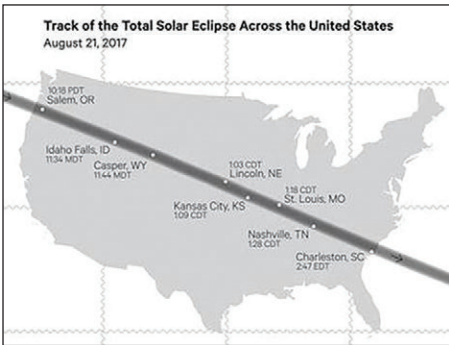 Track of the Total Solar Eclipse Across the United States
August 21, 2017
10:18 PDT
Salem, OR
Idaho Falls, ID
11:34 MDT
Casper, WY
11:44 MDT
1:03 CDT
Lincoln, NE
Kansas City, KS
1:09 CDT
1:18 CDT
St. Louis, MO
Nashville, TN
1:28 CDT
Charleston, SC
2:47 EDT